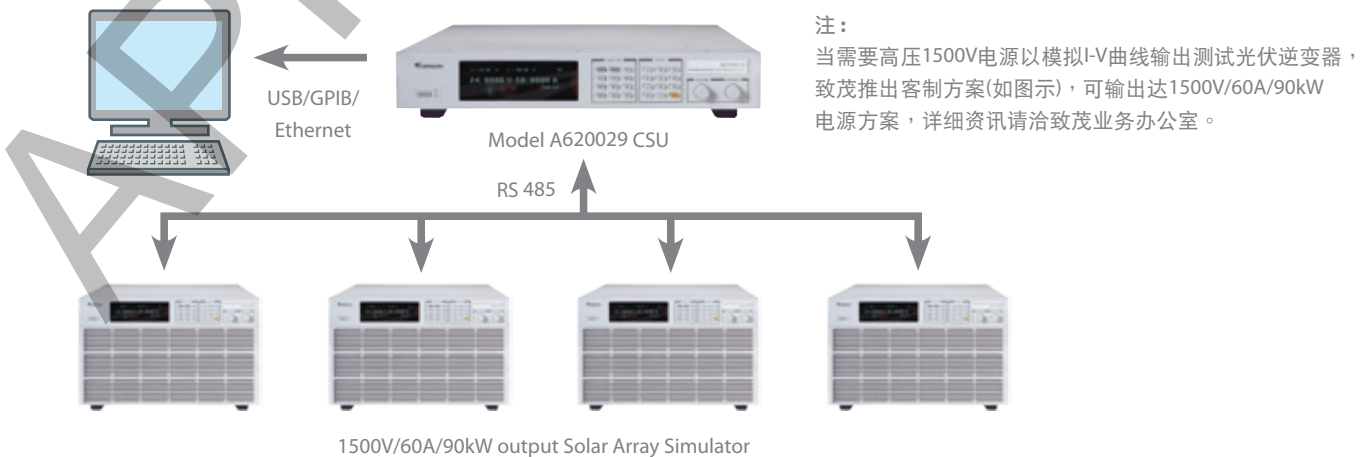 注：
当需要高压1500V电源以模拟I-V曲线输出测试光伏逆变器，
致茂推出客制方案(如图示)，可输出达1500V/60A/90kW
电源方案，详细资讯请洽致茂业务办公室。
USB/GPIB/
Ethernet
Model A620029 CSU
RS 485
1500V/60A/90kW output Solar Array Simulator